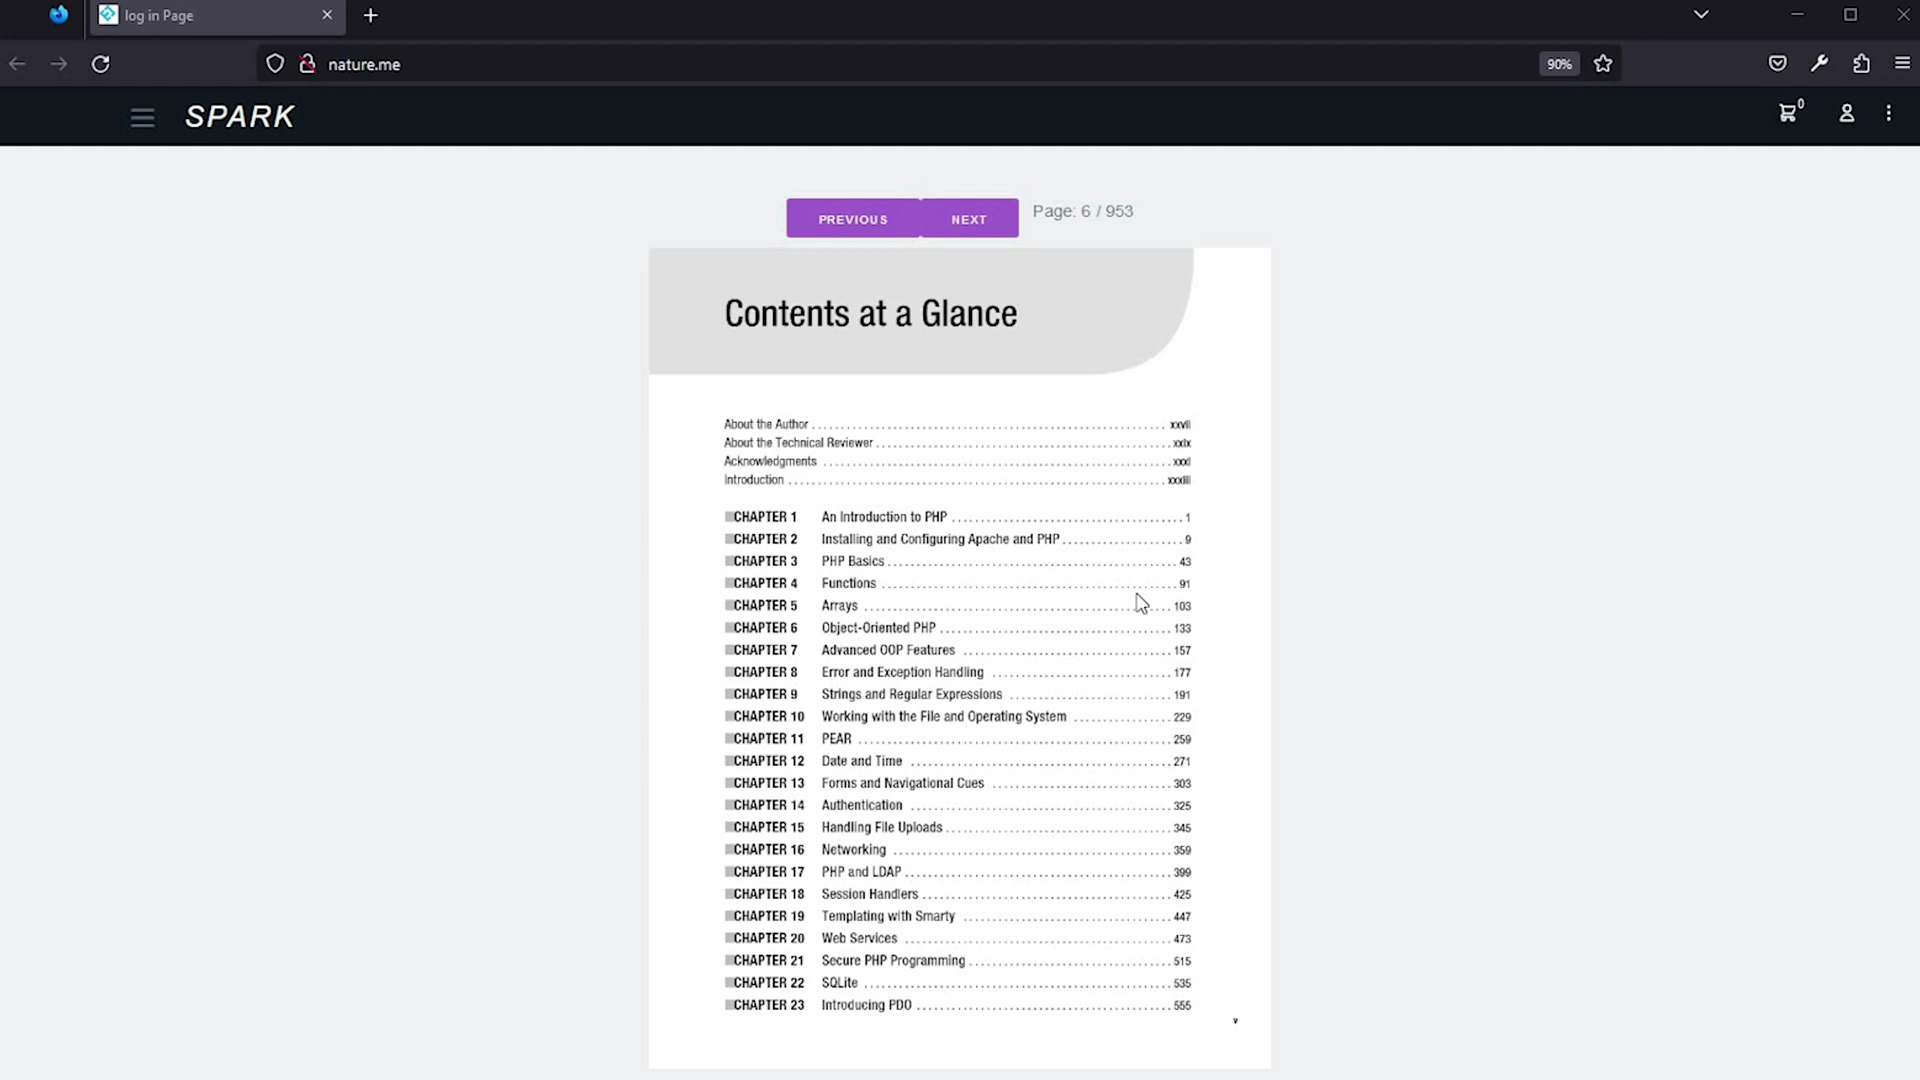 log in Page
nature.me
90%
SPARK
0
PREVIOUS NEXT Page: 6 / 953
Contents at a Glance
About the Author xxvii
About the Technical Reviewer xxix
Acknowledgments xxxi
Introduction xxxiii
CHAPTER 1 An Introduction to PHP 1
CHAPTER 2 Installing and Configuring Apache and PHP 9
CHAPTER 3 PHP Basics 43
CHAPTER 4 Functions 91
CHAPTER 5 Arrays 103
CHAPTER 6 Object-Oriented PHP 133
CHAPTER 7 Advanced OOP Features 157
CHAPTER 8 Error and Exception Handling 177
CHAPTER 9 Strings and Regular Expressions 191
CHAPTER 10 Working with the File and Operating System 229
CHAPTER 11 PEAR 259
CHAPTER 12 Date and Time 271
CHAPTER 13 Forms and Navigational Cues 303
CHAPTER 14 Authentication 325
CHAPTER 15 Handling File Uploads 345
CHAPTER 16 Networking 359
CHAPTER 17 PHP and LDAP 399
CHAPTER 18 Session Handlers 425
CHAPTER 19 Templating with Smarty 447
CHAPTER 20 Web Services 473
CHAPTER 21 Secure PHP Programming 515
CHAPTER 22 SQLite 535
CHAPTER 23 Introducing PDO 555
v